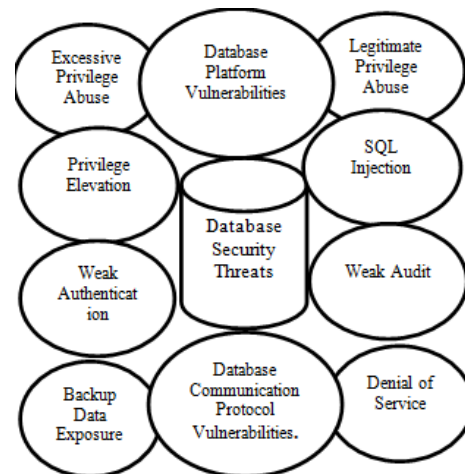 Excessive
Privilege
Abuse
Database
Platform
Vulnerabilities
Legitimate
Privilege
Abuse
Privilege
Elevation
SQL
Injection
Database
Security
Threats
Weak
Authenticat
ion
Weak Audit
Backup
Data
Exposure
Database
Communication
Protocol
Vulnerabilities.
Denial of
Service